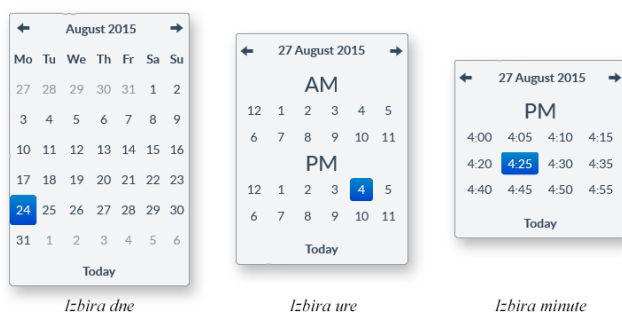 ← August 2015 →
Mo Tu We Th Fr Sa Su
27 28 29 30 31 1 2
3 4 5 6 7 8 9
10 11 12 13 14 15 16
17 18 19 20 21 22 23
24 25 26 27 28 29 30
31 1 2 3 4 5 6
Today
Izbira dne
← 27 August 2015 →
AM
12 1 2 3 4 5
6 7 8 9 10 11
PM
12 1 2 3 4 5
6 7 8 9 10 11
Today
Izbira ure
← 27 August 2015 →
PM
4:00 4:05 4:10 4:15
4:20 4:25 4:30 4:35
4:40 4:45 4:50 4:55
Today
Izbira minute